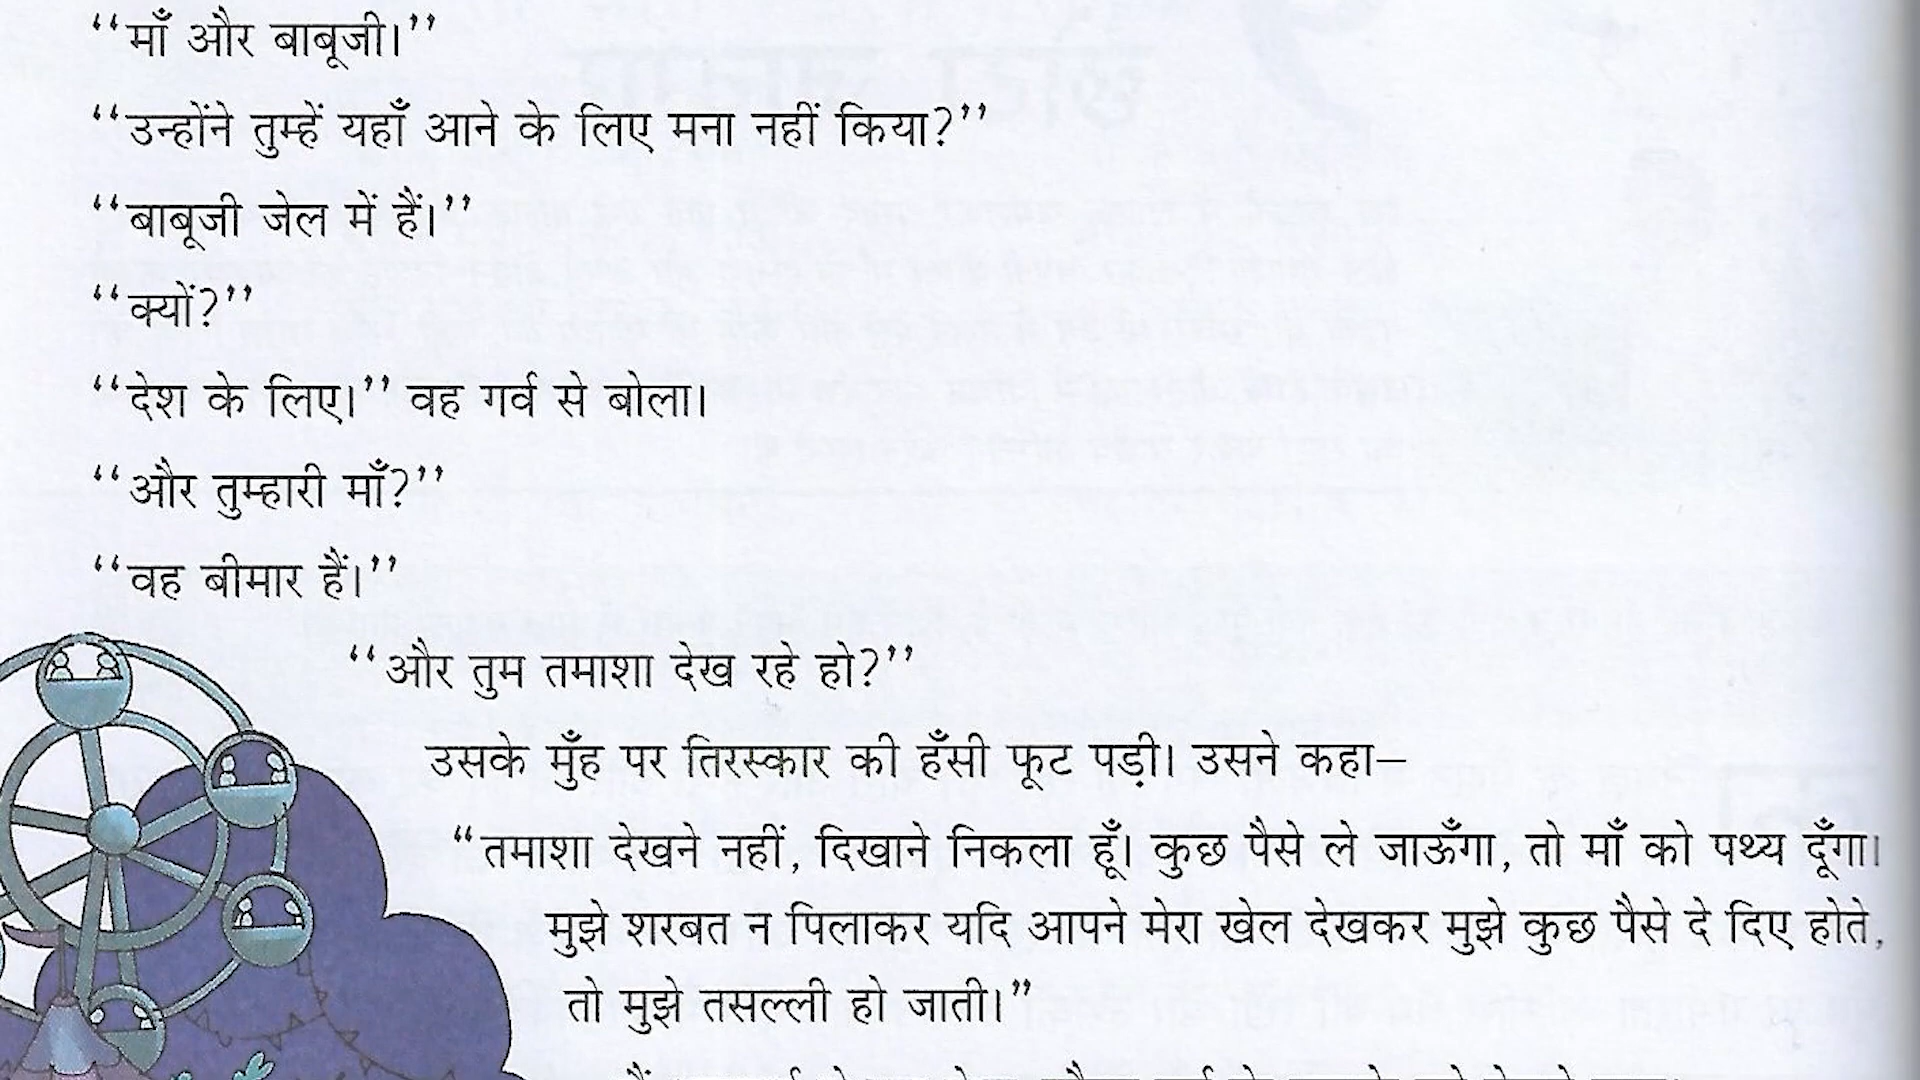 ‘‘माँ और बाबूजी।’’
‘‘उन्होंने तुम्हें यहाँ आने के लिए मना नहीं किया?’’
‘‘बाबूजी जेल में हैं।’’
‘‘क्यों?’’
‘‘देश के लिए।’’ वह गर्व से बोला।
‘‘और तुम्हारी माँ?’’
‘‘वह बीमार हैं।’’
‘‘और तुम तमाशा देख रहे हो?’’
उसके मुँह पर तिरस्कार की हँसी फूट पड़ी। उसने कहा–
“तमाशा देखने नहीं, दिखाने निकला हूँ। कुछ पैसे ले जाऊँगा, तो माँ को पथ्य दूँगा।
मुझे शरबत न पिलाकर यदि आपने मेरा खेल देखकर मुझे कुछ पैसे दे दिए होते,
तो मुझे तसल्ली हो जाती।”